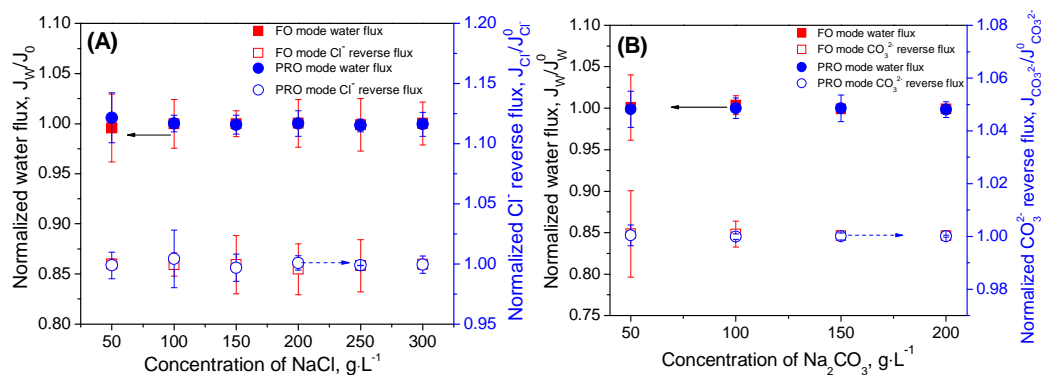 (A)
FO mode water flux
FO mode Cl⁻ reverse flux
PRO mode water flux
PRO mode Cl⁻ reverse flux
Normalized water flux, J_W/J_0
1.10
1.05
1.00
0.95
0.90
0.85
0.80
50 100 150 200 250 300
Concentration of NaCl, g·L⁻¹
1.20
1.15
1.10
1.05
1.00
0.95
Normalized Cl⁻ reverse flux, J_Cl⁻/J⁰_Cl⁻
(B)
FO mode water flux
FO mode CO₃²⁻ reverse flux
PRO mode water flux
PRO mode CO₃²⁻ reverse flux
Normalized water flux, J_W/J⁰_W
1.10
1.05
1.00
0.95
0.90
0.85
0.80
50 100 150 200
Concentration of Na₂CO₃, g·L⁻¹
1.08
1.06
1.04
1.02
1.00
0.98
Normalized CO₃²⁻ reverse flux, J_CO₃²⁻/J⁰_CO₃²⁻